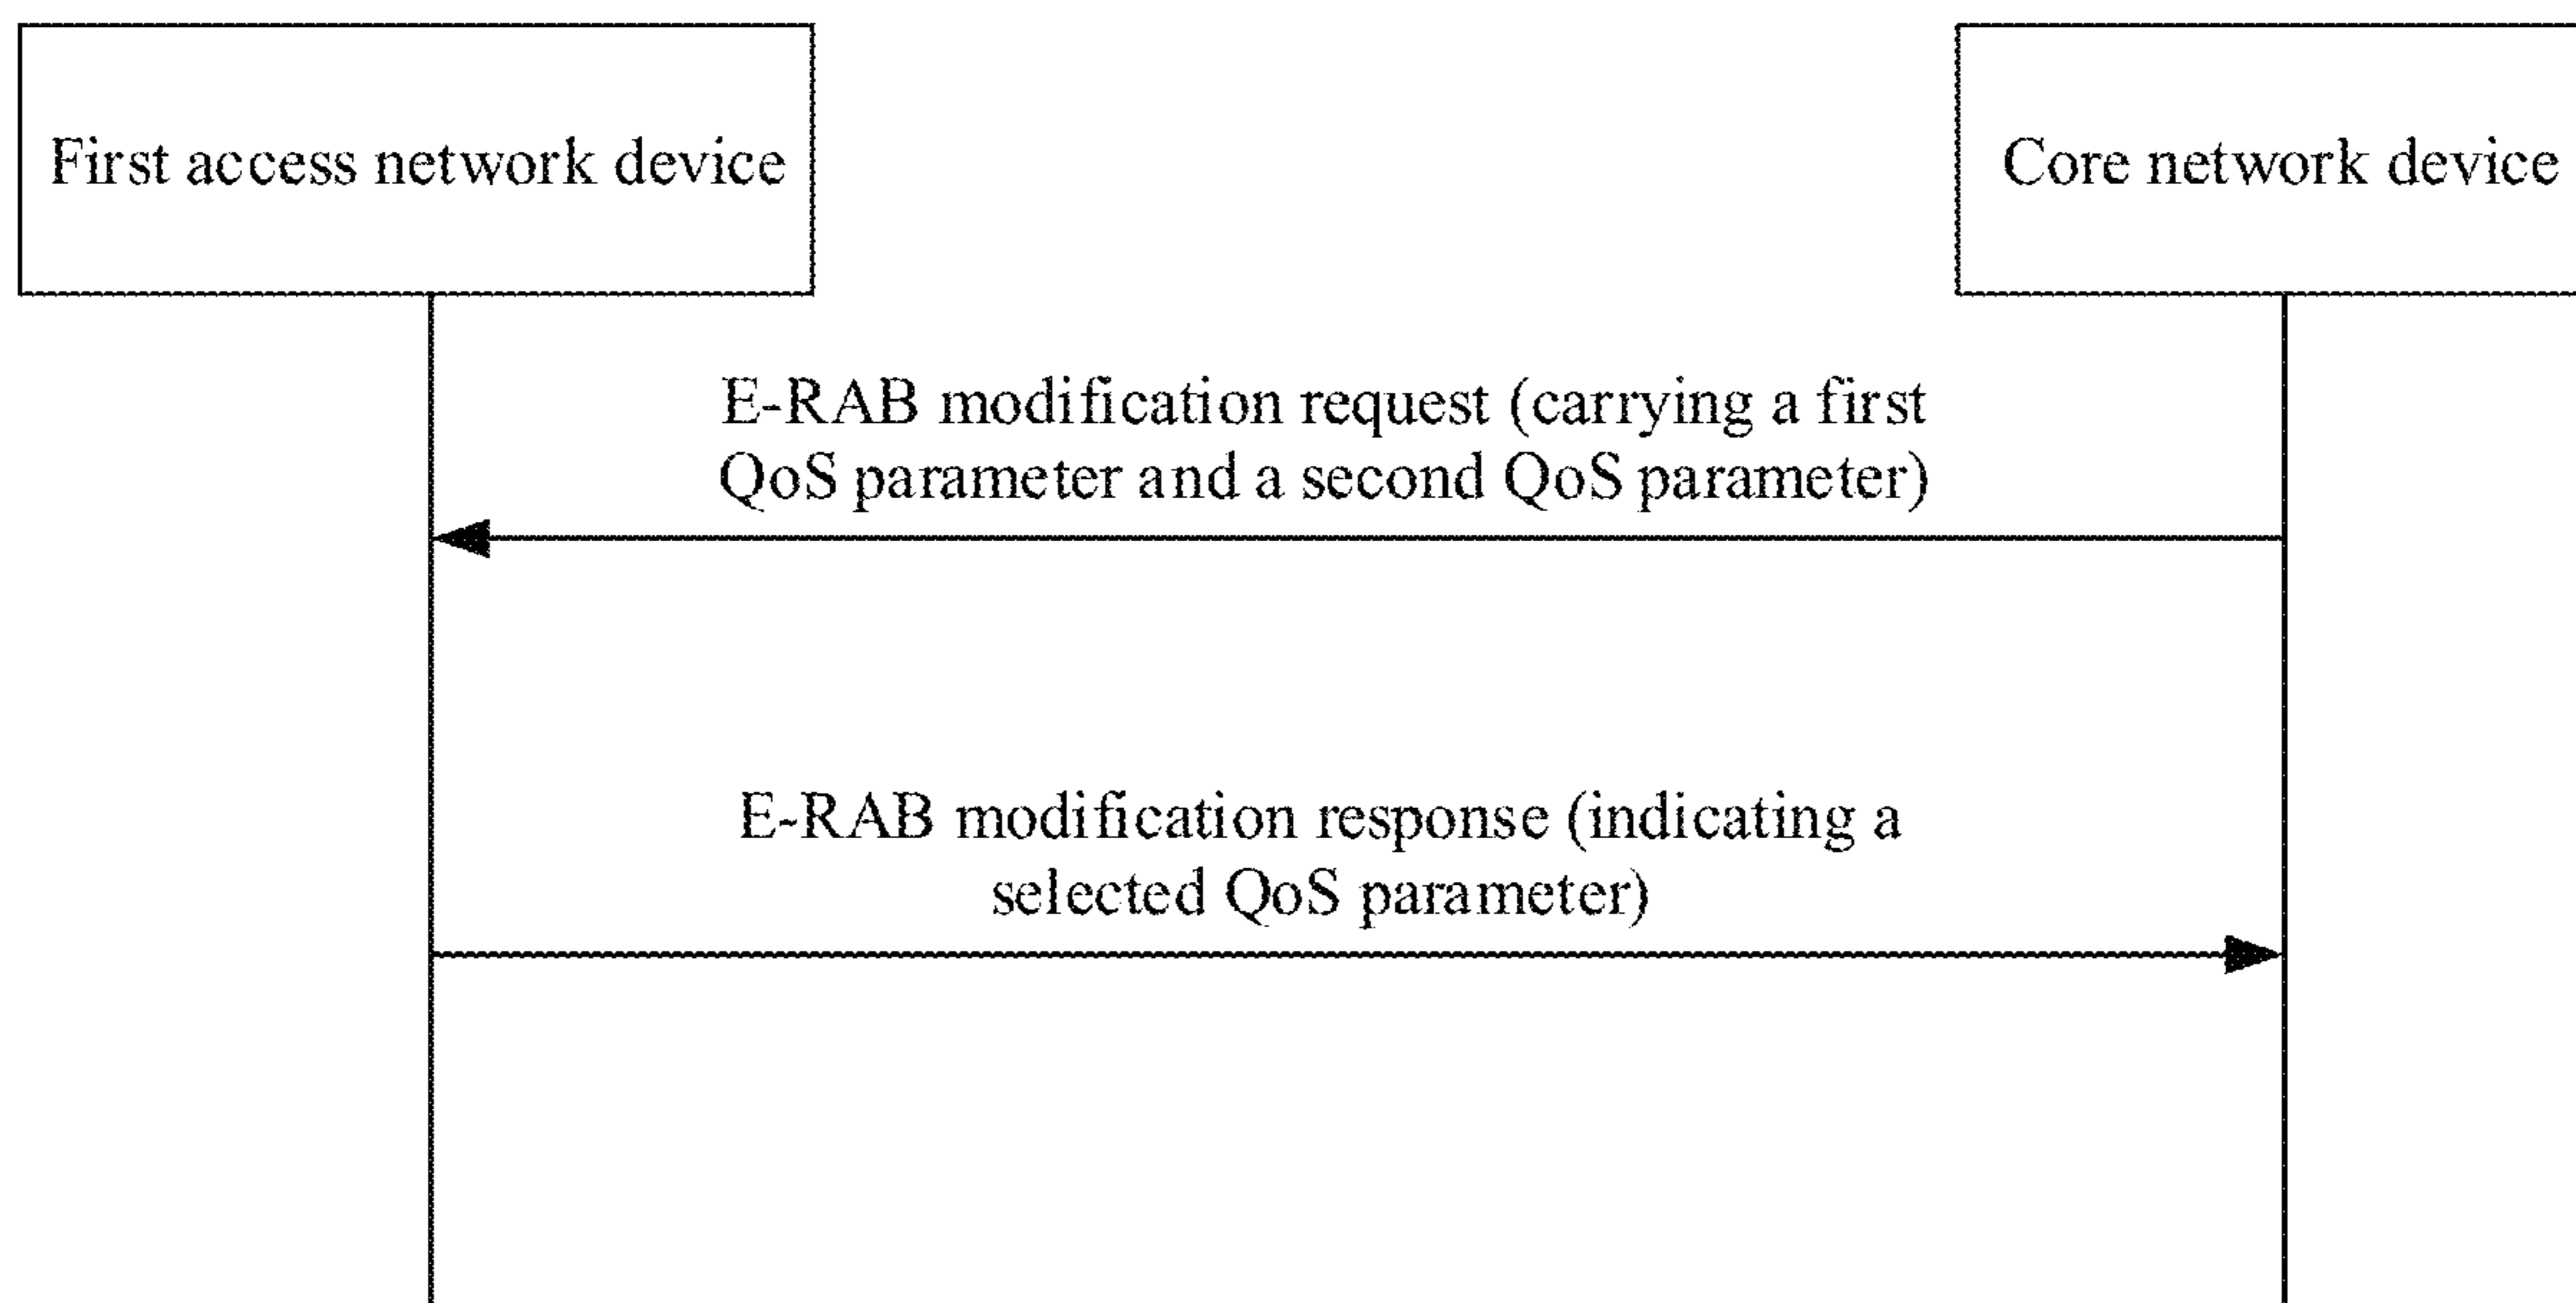 First access network device
Core network device
E-RAB modification request (carrying a first
QoS parameter and a second QoS parameter)
E-RAB modification response (indicating a
selected QoS parameter)